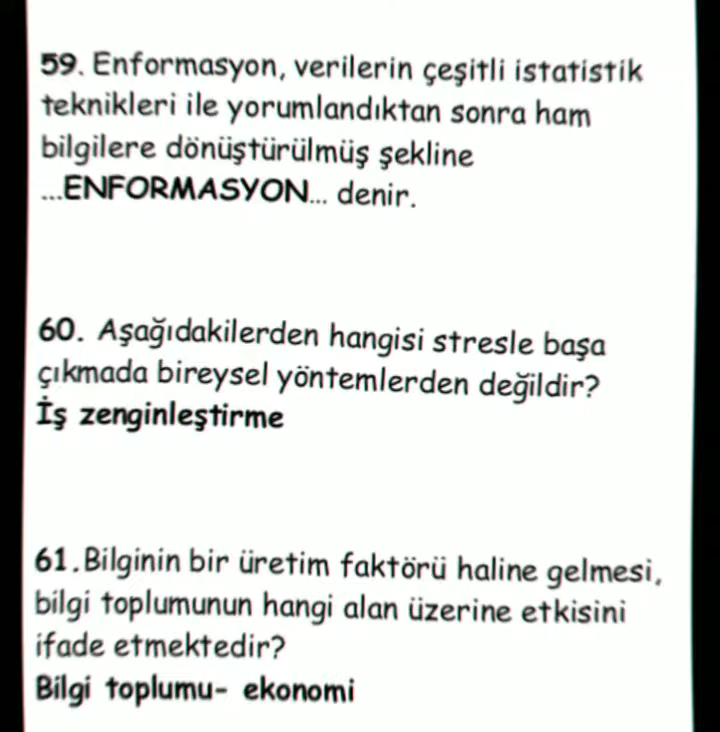 59. Enformasyon, verilerin çeşitli istatistik
teknikleri ile yorumlandıktan sonra ham
bilgilere dönüştürülmüş şekline
...ENFORMASYON... denir.
60. Aşağıdakilerden hangisi stresle başa
çıkmada bireysel yöntemlerden değildir?
İş zenginleştirme
61.Bilginin bir üretim faktörü haline gelmesi,
bilgi toplumunun hangi alan üzerine etkisini
ifade etmektedir?
Bilgi toplumu- ekonomi